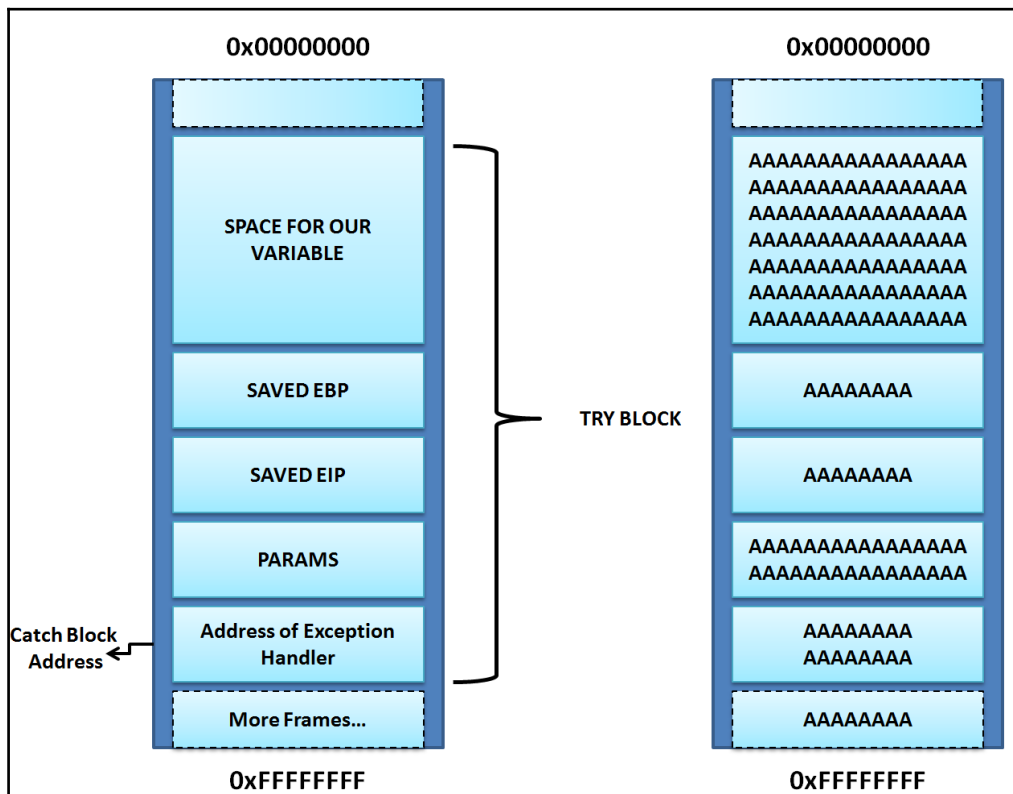 0x00000000
SPACE FOR OUR
VARIABLE
SAVED EBP
SAVED EIP
PARAMS
Address of Exception
Handler
More Frames...
0xFFFFFFFF
Catch Block
Address
TRY BLOCK
0x00000000
AAAAAAAAAAAAAAAA
AAAAAAAAAAAAAAAA
AAAAAAAAAAAAAAAA
AAAAAAAAAAAAAAAA
AAAAAAAAAAAAAAAA
AAAAAAAAAAAAAAAA
AAAAAAAAAAAAAAAA
AAAAAAAA
AAAAAAAA
AAAAAAAAAAAAAAAA
AAAAAAAAAAAAAAAA
AAAAAAAA
AAAAAAAA
AAAAAAAA
0xFFFFFFFF